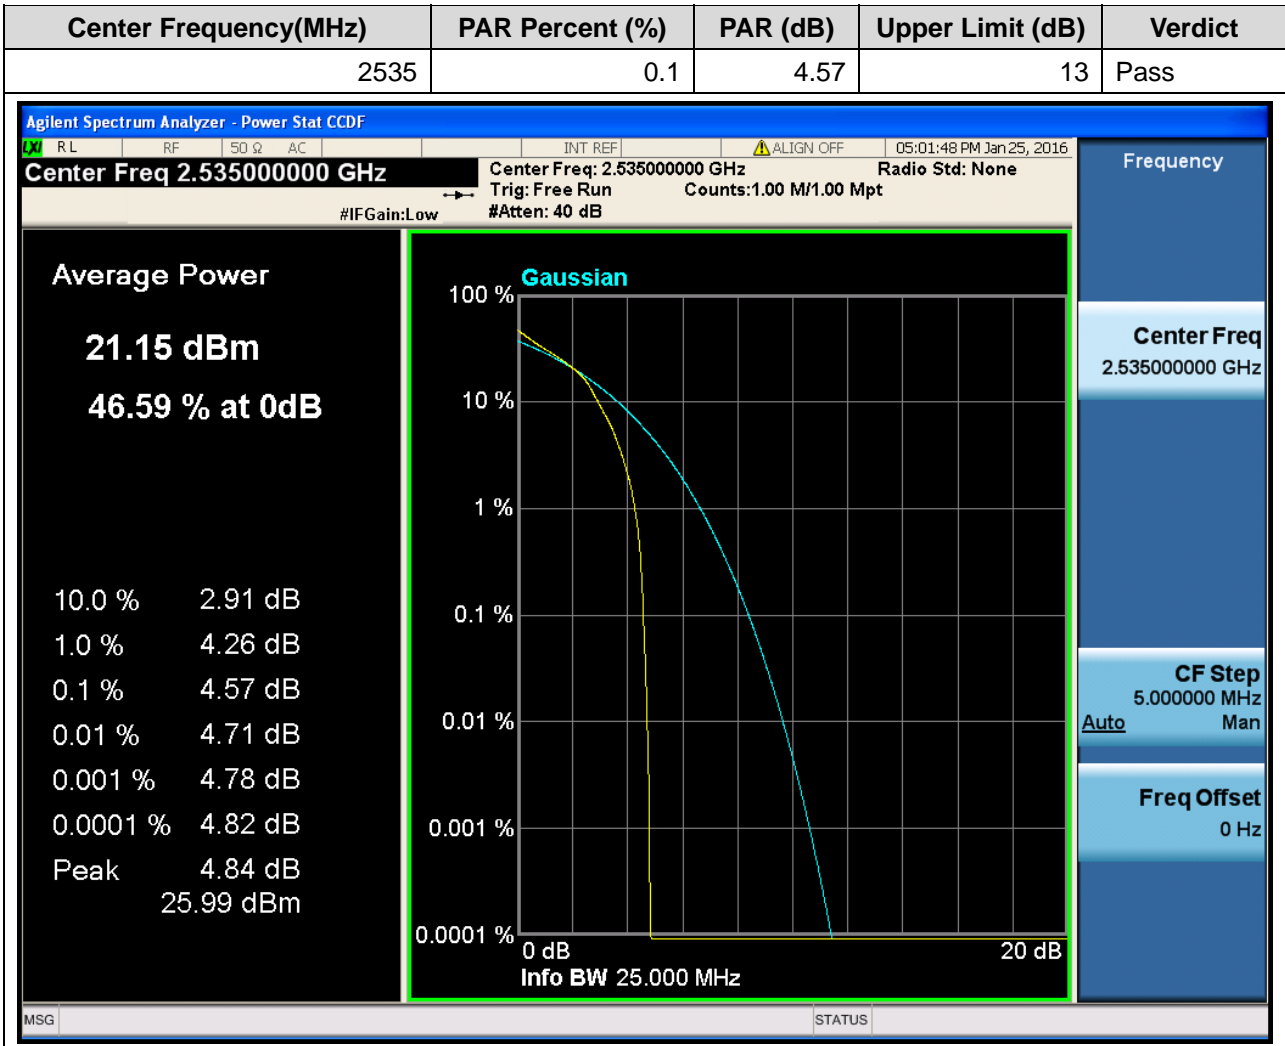 Center Frequency(MHz) PAR Percent (%) PAR (dB) Upper Limit (dB) Verdict
2535 0.1 4.57 13 Pass
Agilent Spectrum Analyzer - Power Stat CCDF
LXI RL RF 50 Ω AC INT REF ALIGN OFF 05:01:48 PM Jan 25, 2016
Center Freq 2.535000000 GHz
Center Freq: 2.535000000 GHz Radio Std: None
Trig: Free Run Counts:1.00 M/1.00 Mpt
#IFGain:Low #Atten: 40 dB
Average Power
21.15 dBm
46.59 % at 0dB
10.0 % 2.91 dB
1.0 % 4.26 dB
0.1 % 4.57 dB
0.01 % 4.71 dB
0.001 % 4.78 dB
0.0001 % 4.82 dB
Peak 4.84 dB
25.99 dBm
Gaussian
100 %
10 %
1 %
0.1 %
0.01 %
0.001 %
0.0001 %
0 dB 20 dB
Info BW 25.000 MHz
Frequency
Center Freq
2.535000000 GHz
CF Step
5.000000 MHz
Auto Man
Freq Offset
0 Hz
MSG STATUS